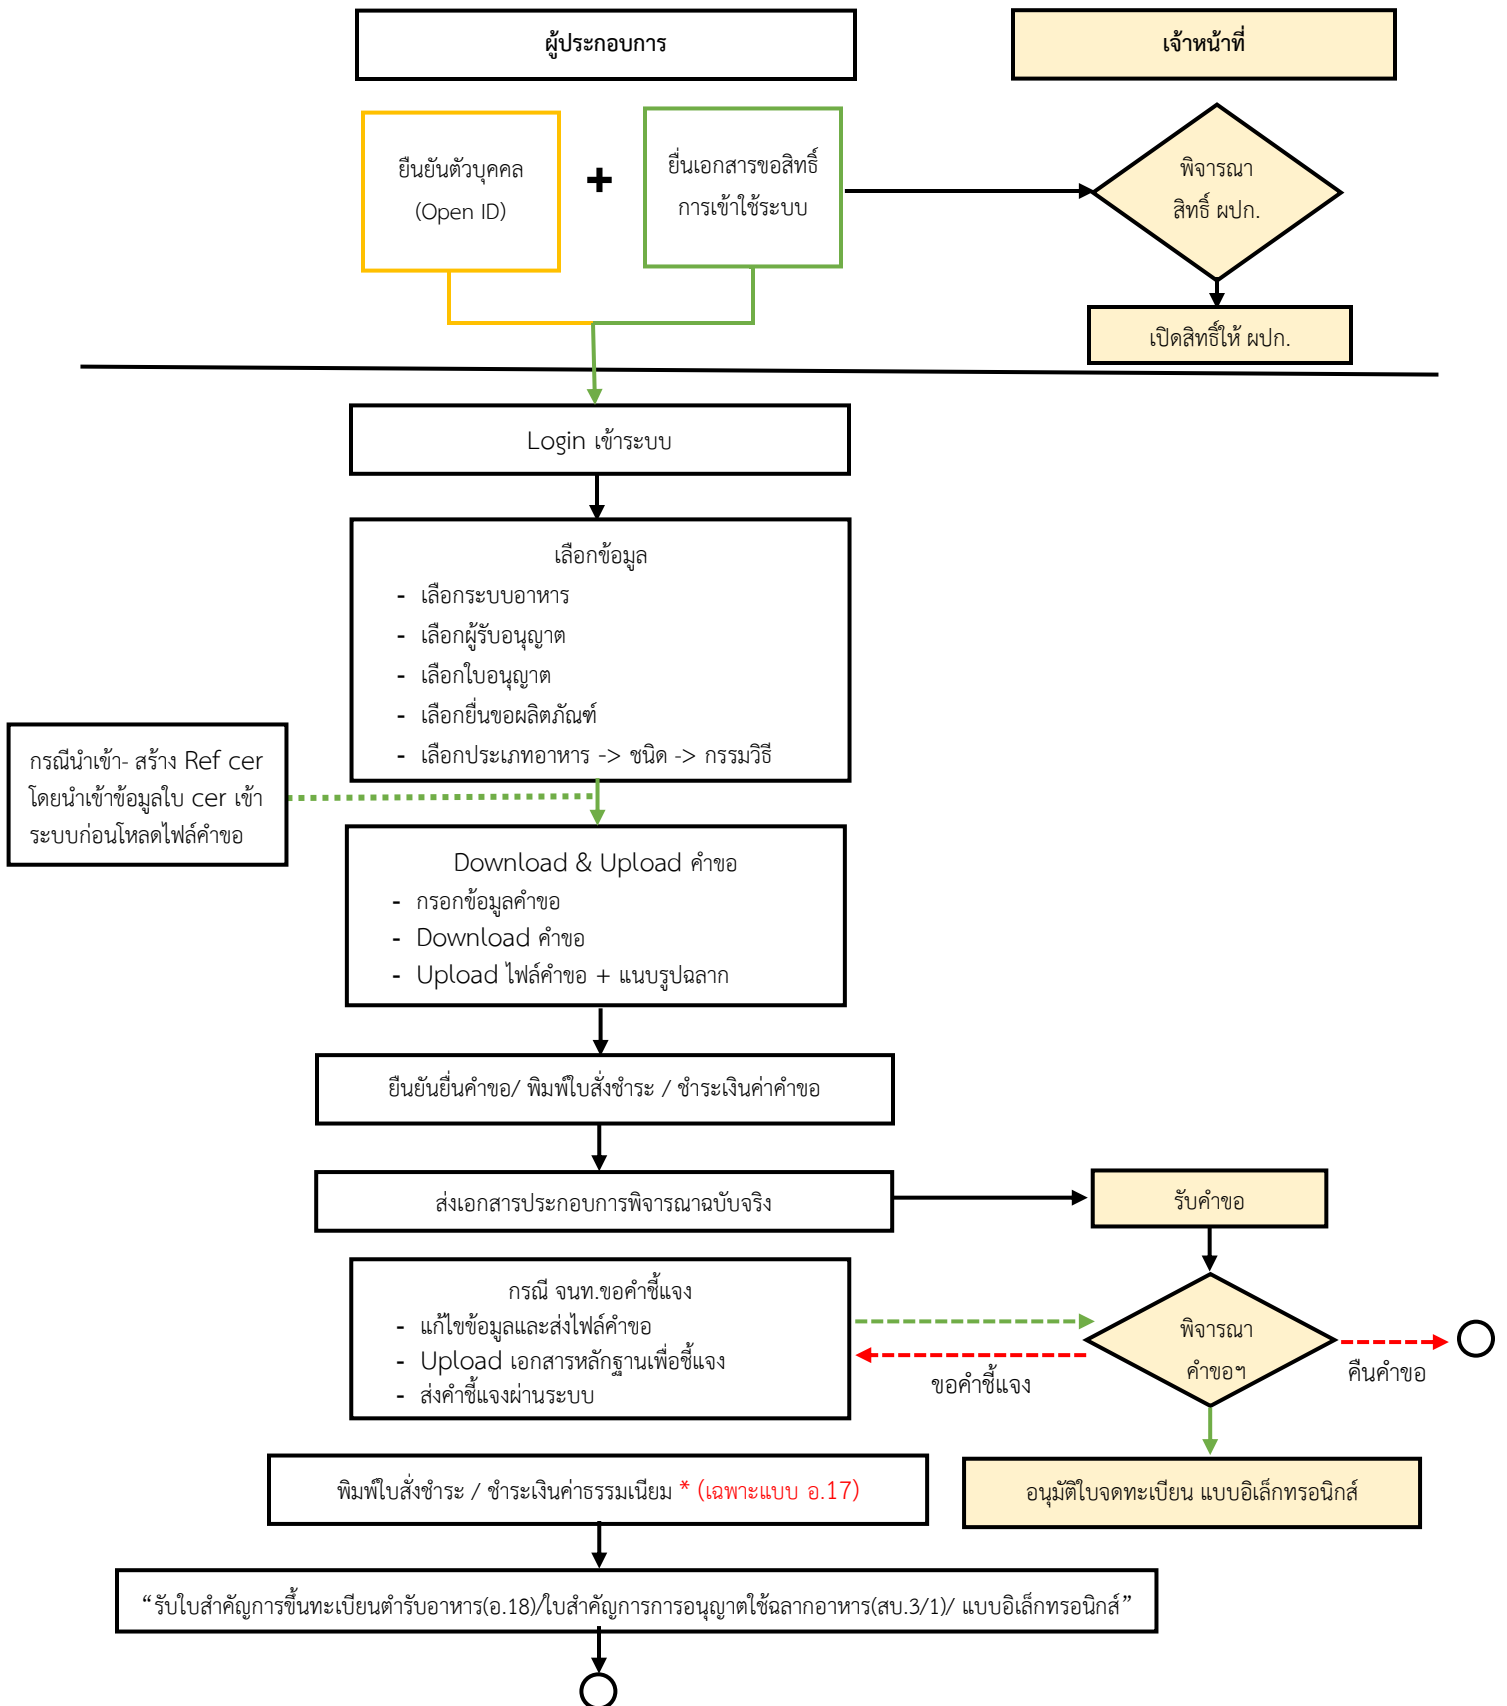 ผู้ประกอบการ
เจ้าหน้าที่
ยืนยันตัวบุคคล
(Open ID)
+
ยื่นเอกสารขอสิทธิ์
การเข้าใช้ระบบ
พิจารณา
สิทธิ์ ผปก.
เปิดสิทธิ์ให้ ผปก.
Login เข้าระบบ
เลือกข้อมูล
- เลือกระบบอาหาร
- เลือกผู้รับอนุญาต
- เลือกใบอนุญาต
- เลือกยื่นขอผลิตภัณฑ์
- เลือกประเภทอาหาร -> ชนิด -> กรรมวิธี
กรณีนำเข้า- สร้าง Ref cer
โดยนำเข้าข้อมูลใบ cer เข้า
ระบบก่อนโหลดไฟล์คำขอ
Download & Upload คำขอ
- กรอกข้อมูลคำขอ
- Download คำขอ
- Upload ไฟล์คำขอ + แนบรูปฉลาก
ยืนยันยื่นคำขอ/ พิมพ์ใบสั่งชำระ / ชำระเงินค่าคำขอ
ส่งเอกสารประกอบการพิจารณาฉบับจริง
รับคำขอ
กรณี จนท.ขอคำชี้แจง
- แก้ไขข้อมูลและส่งไฟล์คำขอ
- Upload เอกสารหลักฐานเพื่อชี้แจง
- ส่งคำชี้แจงผ่านระบบ
ขอคำชี้แจง
พิจารณา
คำขอฯ
คืนคำขอ
พิมพ์ใบสั่งชำระ / ชำระเงินค่าธรรมเนียม * (เฉพาะแบบ อ.17)
อนุมัติใบจดทะเบียน แบบอิเล็กทรอนิกส์
“รับใบสำคัญการขึ้นทะเบียนตำรับอาหาร(อ.18)/ใบสำคัญการการอนุญาตใช้ฉลากอาหาร(สบ.3/1)/ แบบอิเล็กทรอนิกส์”